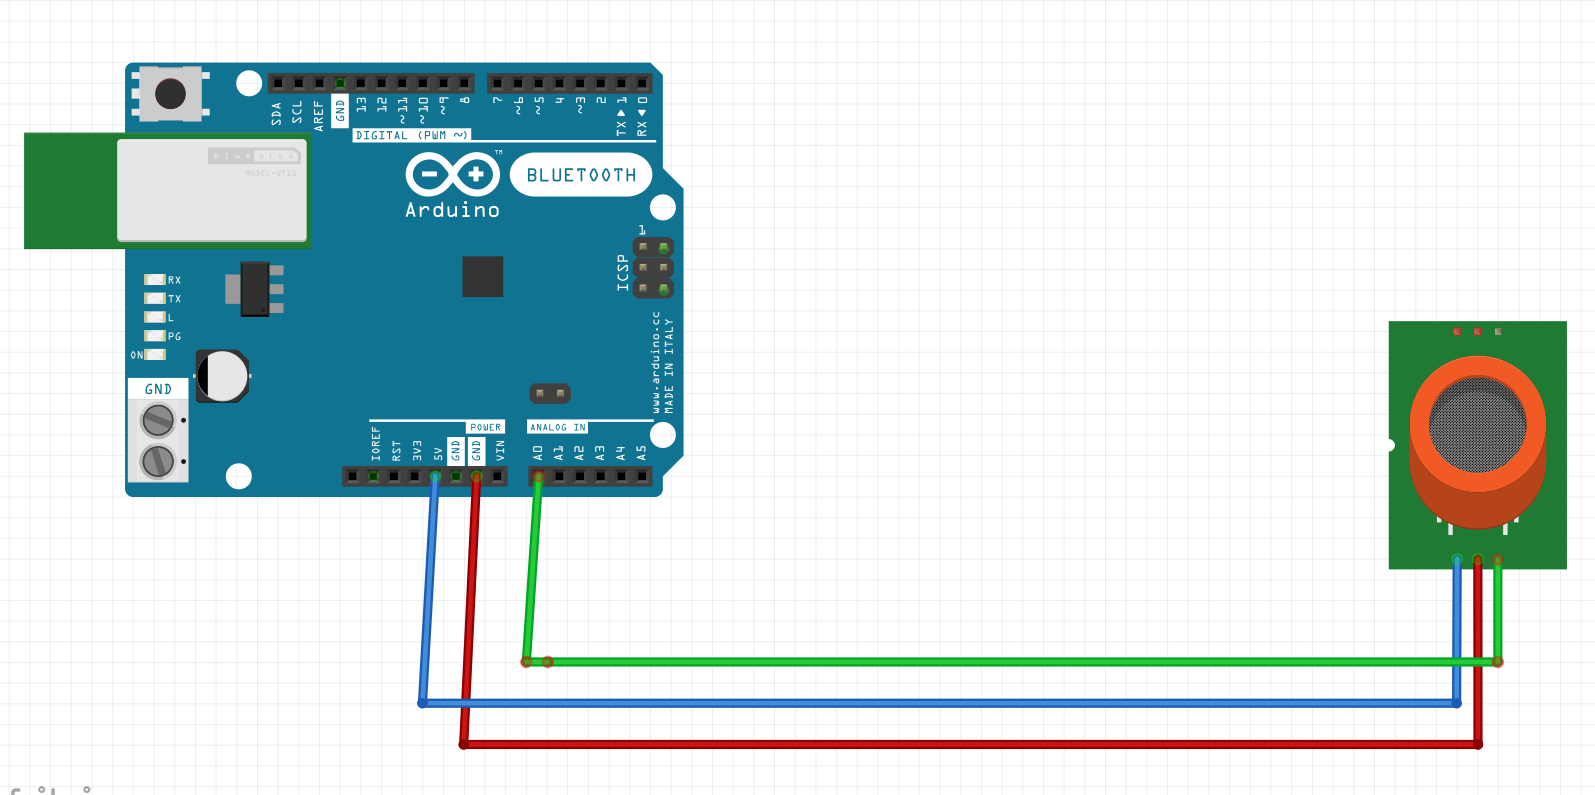 SDA
SCL
AREF
GND
13
12
~11
~10
~9
8
7
~6
~5
4
~3
2
TX ▶ 1
RX ◀ 0
DIGITAL (PWM ~)
MODEL-WT11
TM
Arduino
BLUETOOTH
1
ICSP
RX
TX
L
PG
ON
GND
www.arduino.cc
MADE IN ITALY
POWER
ANALOG IN
IOREF
RST
3V3
5V
GND
GND
VIN
A0
A1
A2
A3
A4
A5